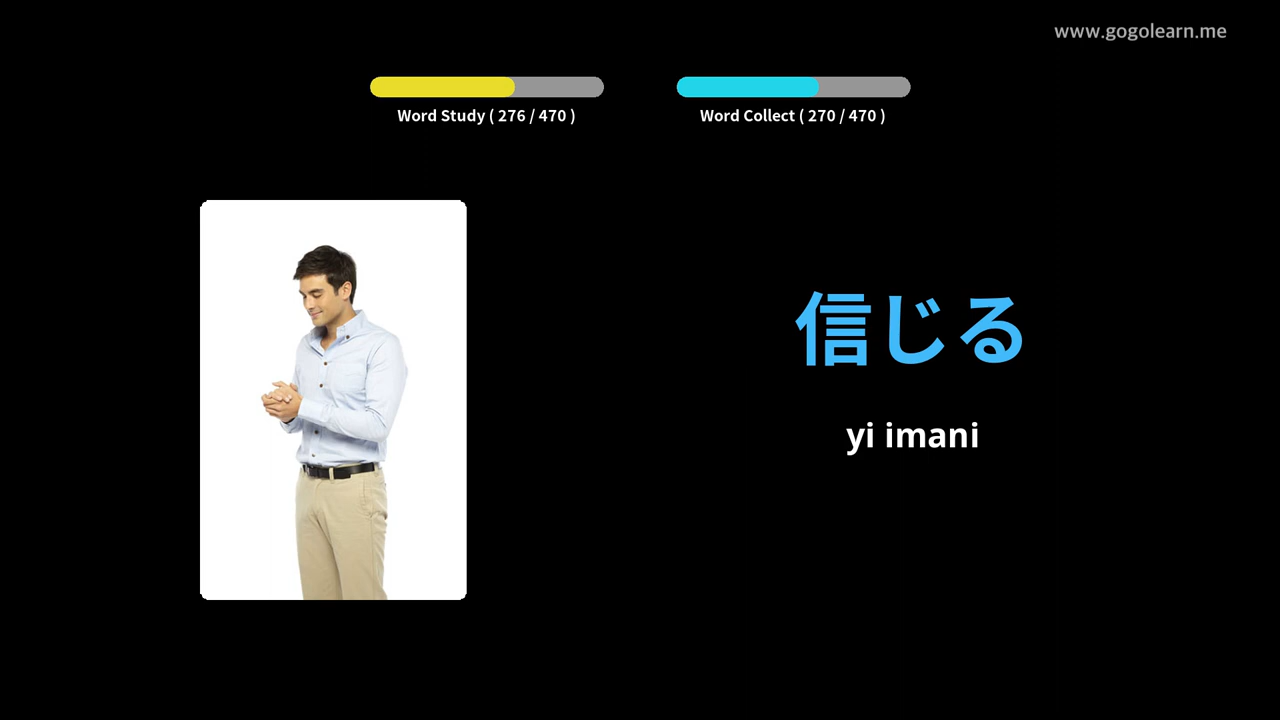 www.gogolearn.me
Word Study ( 276 / 470 )
Word Collect ( 270 / 470 )
信じる
yi imani